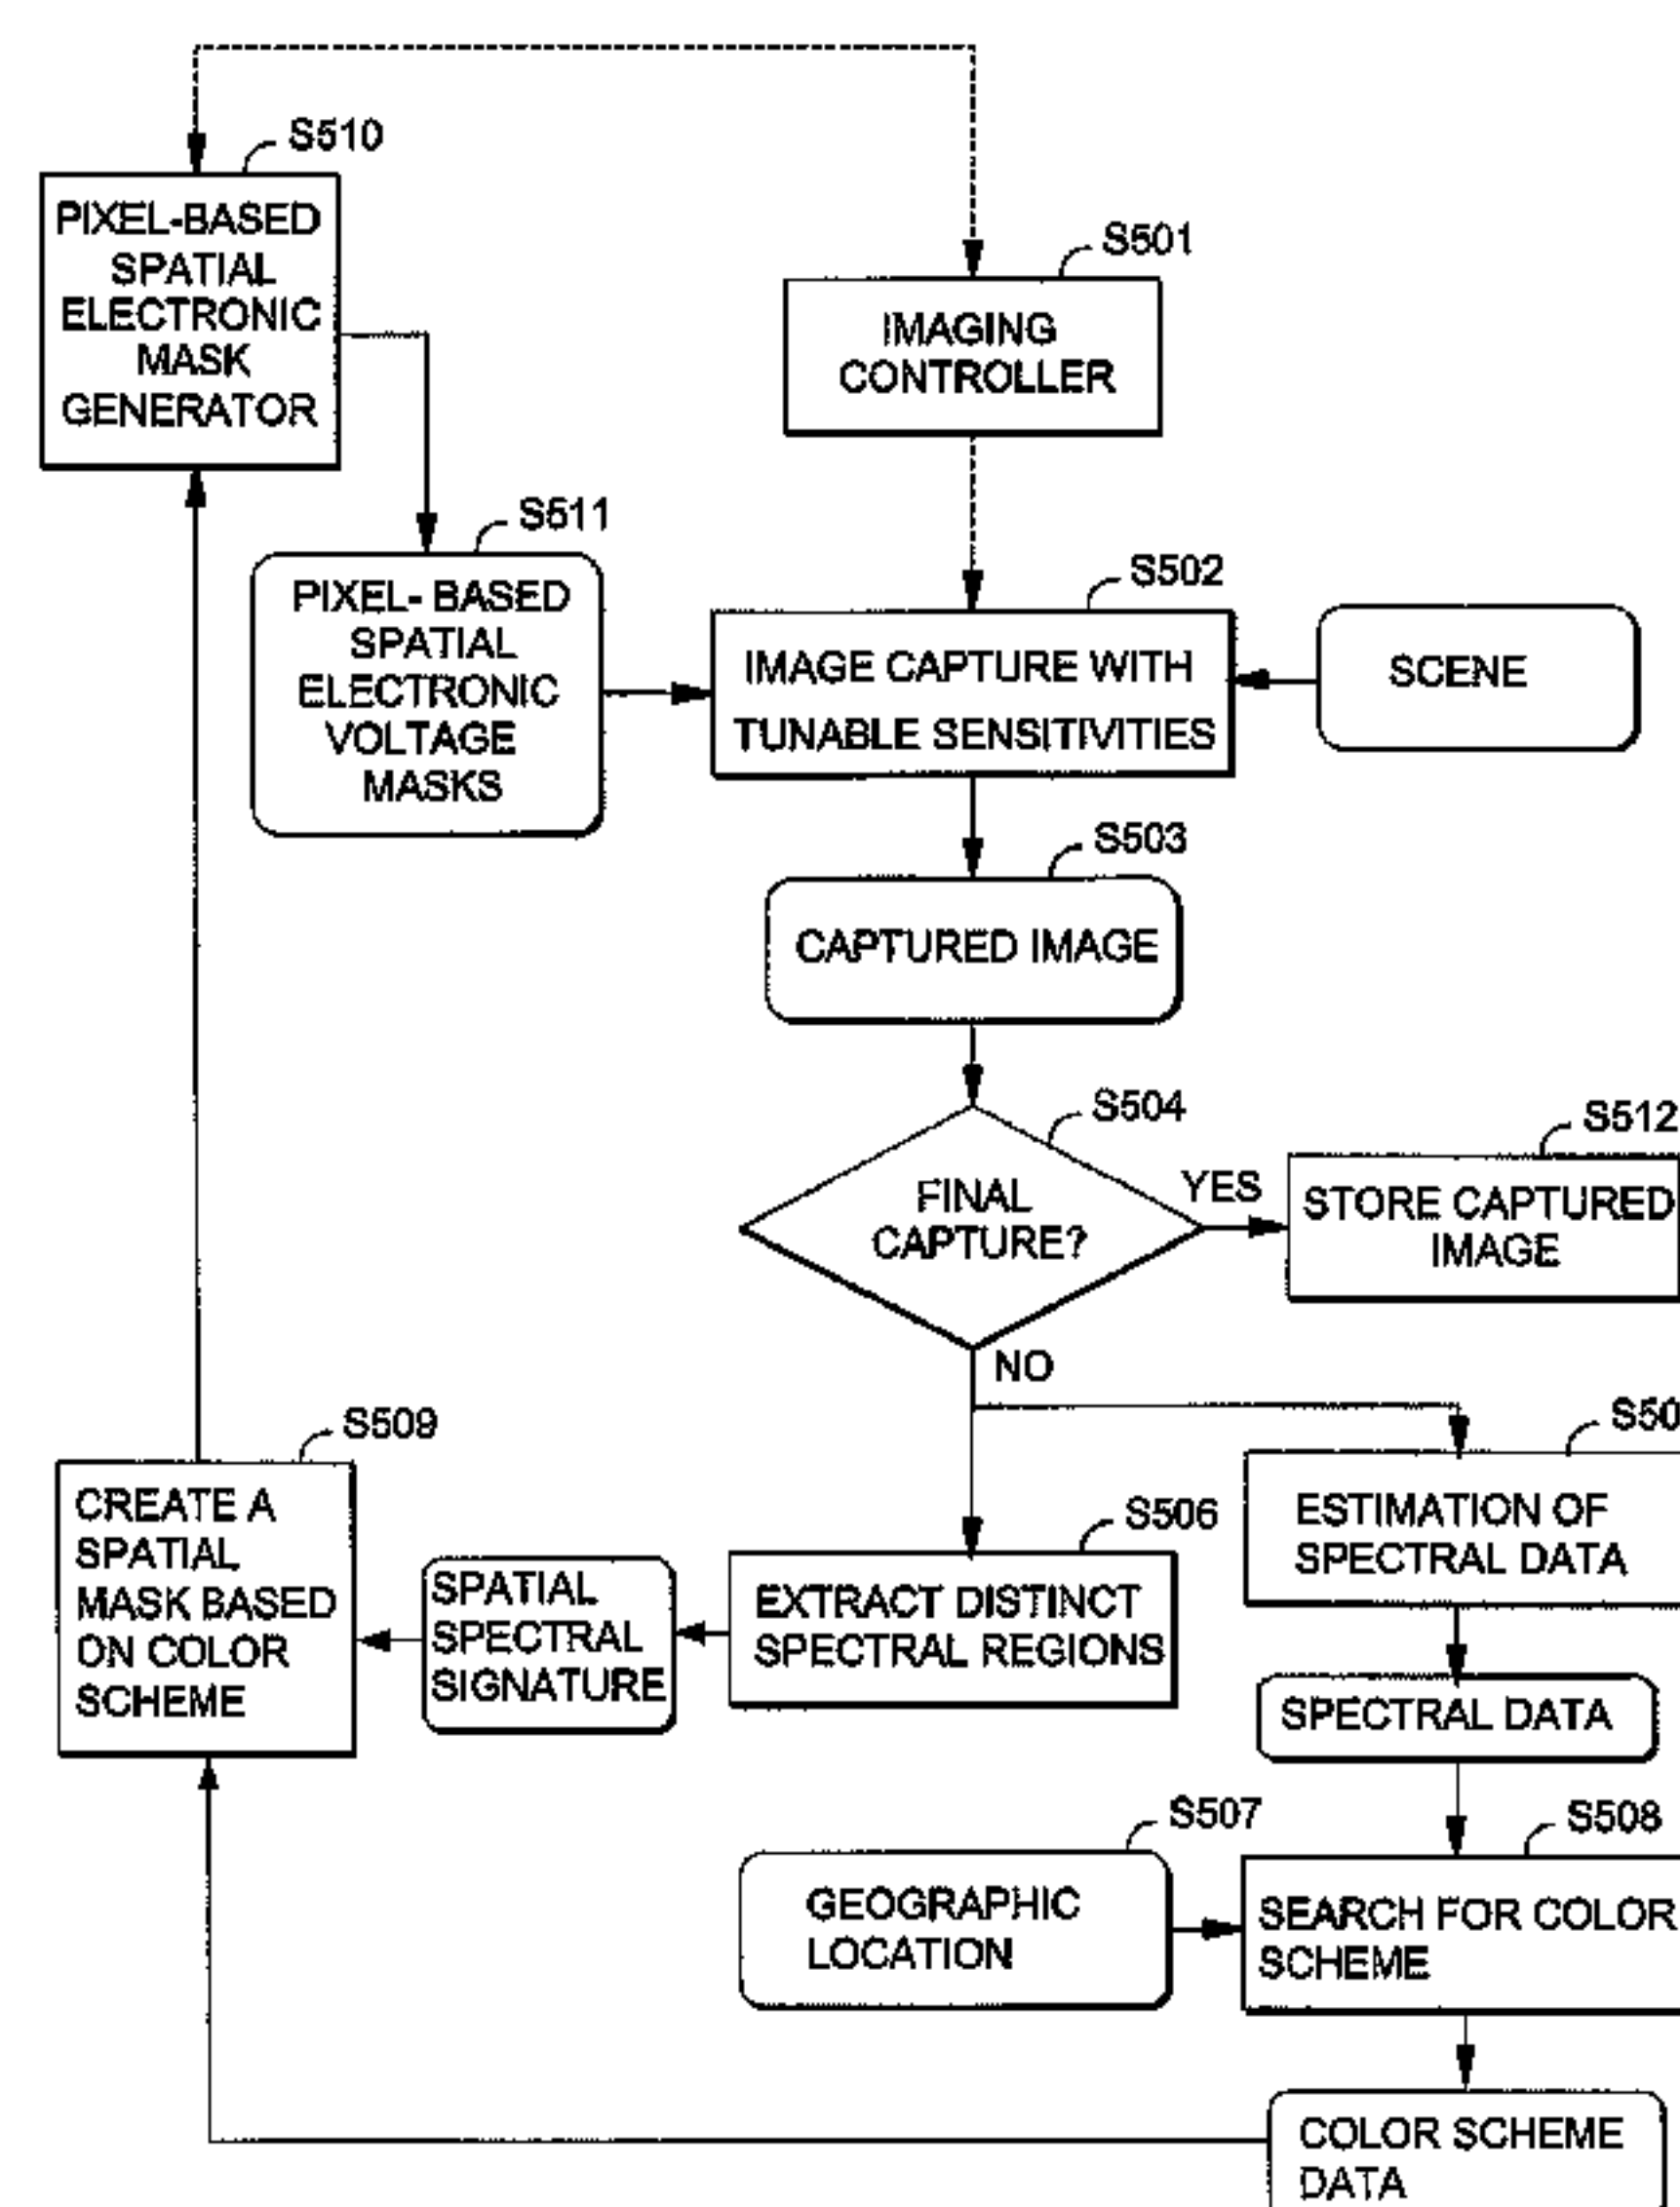 S510
PIXEL-BASED
SPATIAL
ELECTRONIC
MASK
GENERATOR
S501
IMAGING
CONTROLLER
S511
PIXEL- BASED
SPATIAL
ELECTRONIC
VOLTAGE
MASKS
S502
IMAGE CAPTURE WITH
TUNABLE SENSITIVITIES
SCENE
S503
CAPTURED IMAGE
S504
FINAL
CAPTURE?
YES
S512
STORE CAPTURED
IMAGE
NO
S50
ESTIMATION OF
SPECTRAL DATA
S509
CREATE A
SPATIAL
MASK BASED
ON COLOR
SCHEME
SPATIAL
SPECTRAL
SIGNATURE
S506
EXTRACT DISTINCT
SPECTRAL REGIONS
SPECTRAL DATA
S507
GEOGRAPHIC
LOCATION
S508
SEARCH FOR COLOR
SCHEME
COLOR SCHEME
DATA